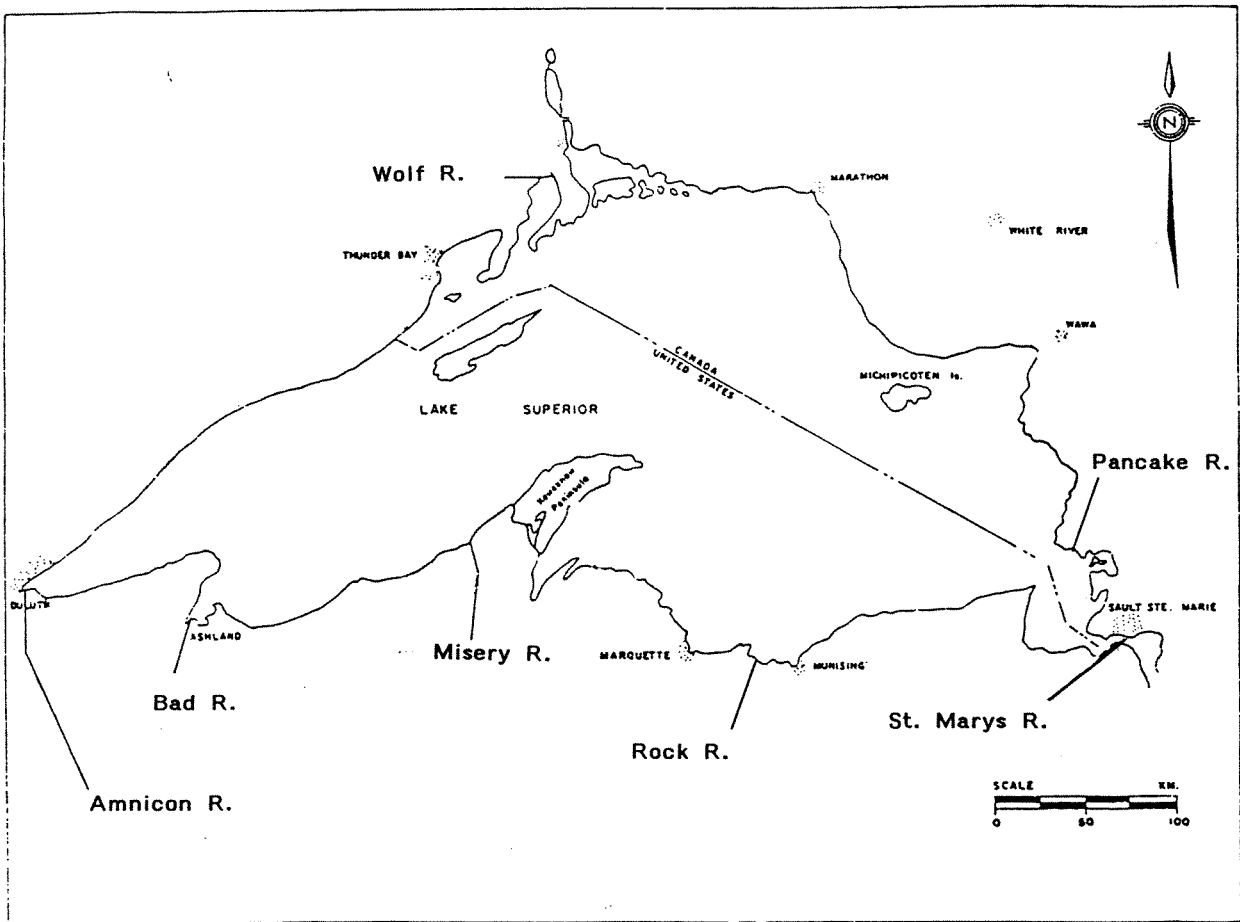 N
Wolf R.
MARATHON
WHITE RIVER
THUNDER BAY
WAWA
CANADA
UNITED STATES
MICHIPICOTEN Is.
LAKE SUPERIOR
Pancake R.
Keweenaw
Peninsula
DULUTH
ASHLAND
SAULT STE. MARIE
Misery R.
MARQUETTE
MUNISING
Bad R.
St. Marys R.
Rock R.
SCALE KM.
0 50 100
Amnicon R.